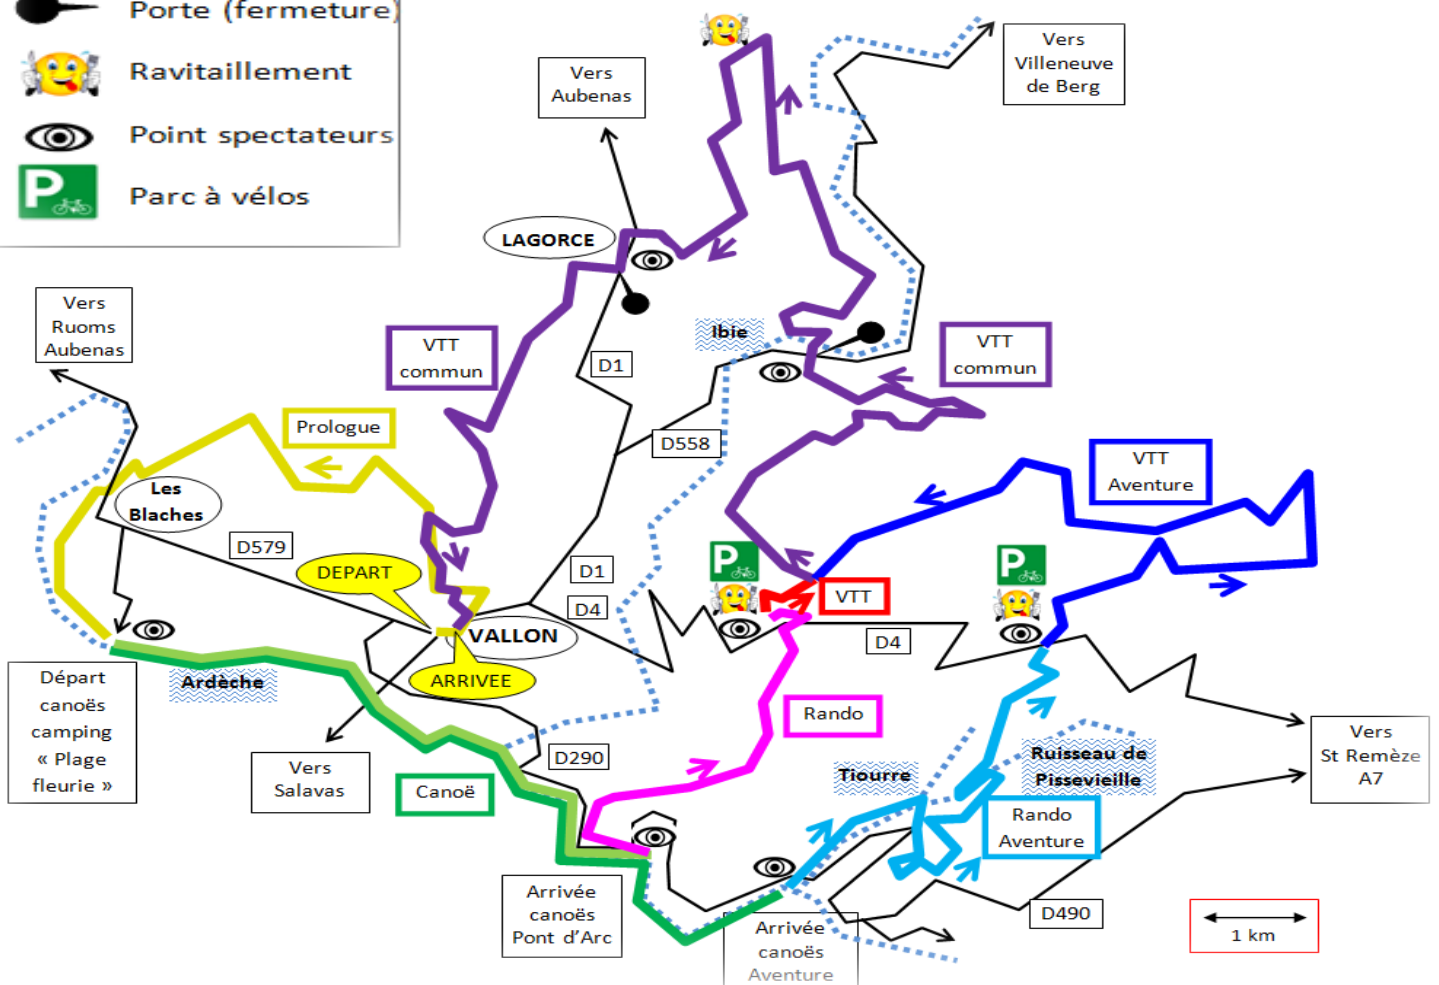 Porte (fermeture)
Ravitaillement
Point spectateurs
P
Parc à vélos
Vers
Aubenas
Vers
Villeneuve
de Berg
LAGORCE
Vers
Ruoms
Aubenas
VTT
commun
Ibie
VTT
commun
D1
Prologue
D558
VTT
Aventure
Les
Blaches
D579
DEPART
D1
D4
P
P
VTT
VALLON
D4
ARRIVEE
Ardèche
Départ
canoës
camping
« Plage
fleurie »
Rando
Vers
Salavas
D290
Canoë
Tiourre
Ruisseau de
Pissevieille
Vers
St Remèze
A7
Rando
Aventure
Arrivée
canoës
Pont d'Arc
Arrivée
canoës
Aventure
D490
1 km